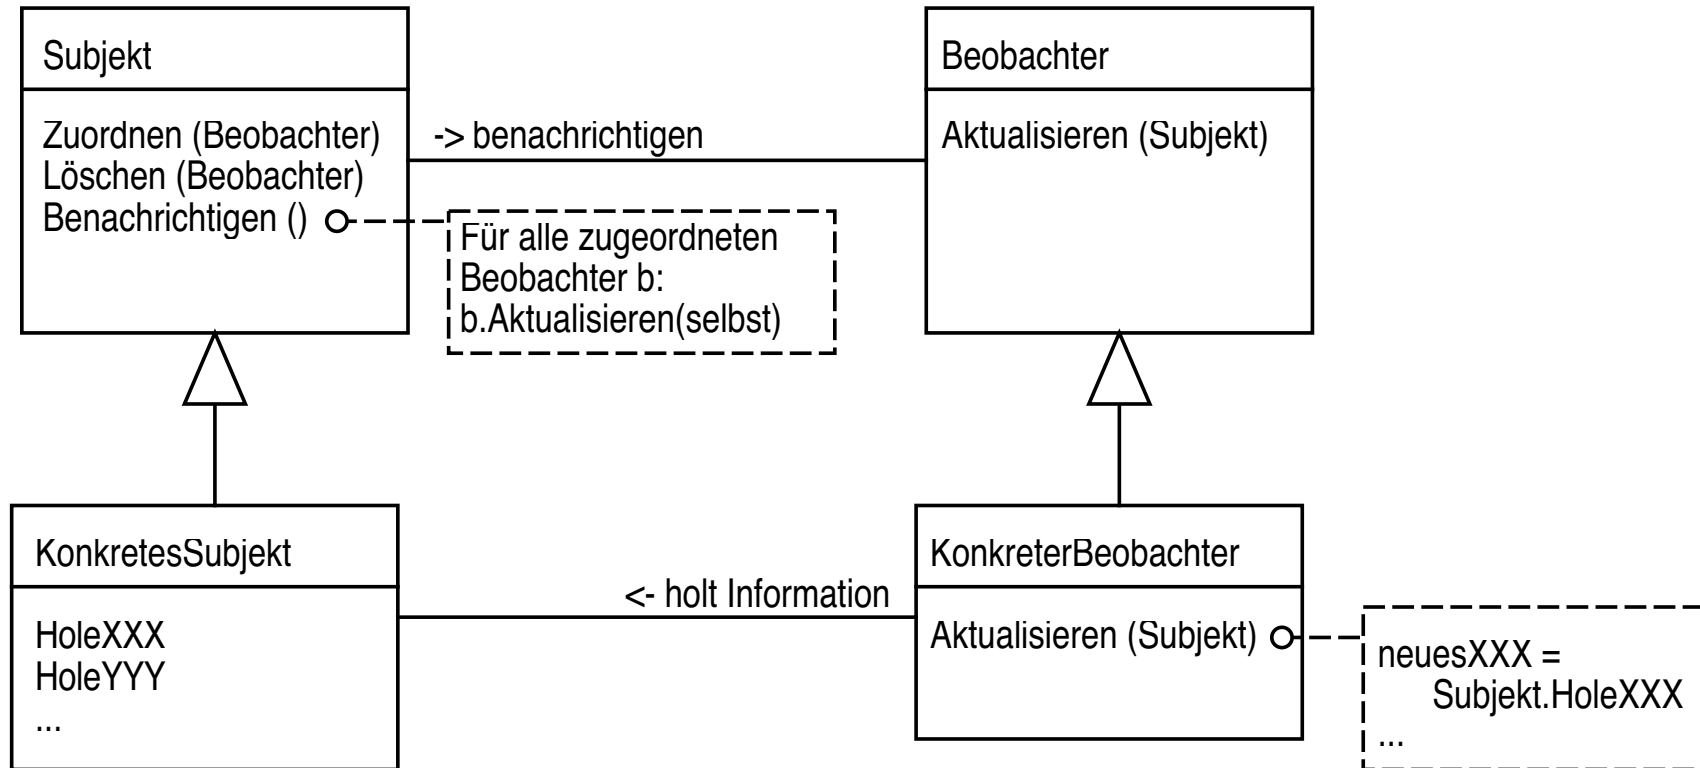 Subjekt
Zuordnen (Beobachter)
Löschen (Beobachter)
Benachrichtigen ()
-> benachrichtigen
Für alle zugeordneten
Beobachter b:
b.Aktualisieren(selbst)
Beobachter
Aktualisieren (Subjekt)
KonkretesSubjekt
HoleXXX
HoleYYY
...
<- holt Information
KonkreterBeobachter
Aktualisieren (Subjekt)
neuesXXX =
Subjekt.HoleXXX
...